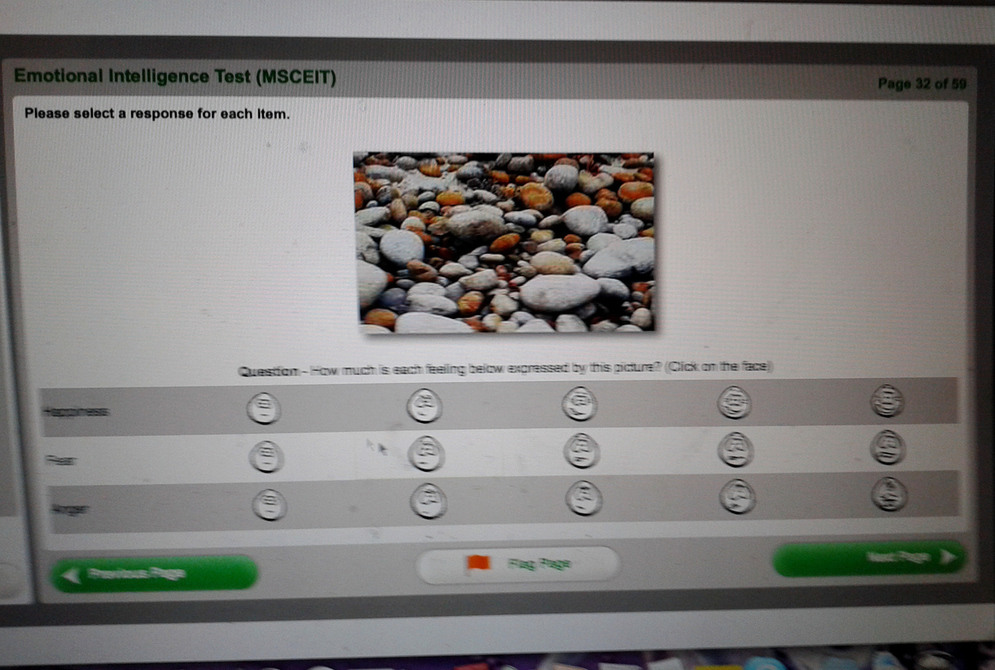 Emotional Intelligence Test (MSCEIT)
Page 32 of 59
Please select a response for each item.
Question - How much is each feeling below expressed by this picture? (Click on the face)
Happiness
Fear
Anger
Previous Page
Flag Page
Next Page